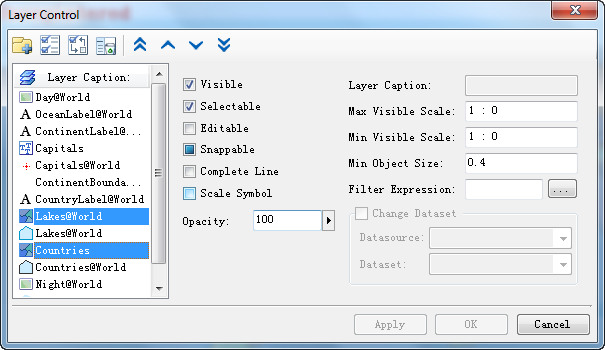 Layer Control
Layer Caption:
Day@World
OceanLabel@World
ContinentLabel@...
Capitals
Capitals@World
ContinentBounda...
CountryLabel@World
Lakes@World
Lakes@World
Countries
Countries@World
Night@World
Visible
Selectable
Editable
Snappable
Complete Line
Scale Symbol
Opacity: 100
Layer Caption:
Max Visible Scale: 1 : 0
Min Visible Scale: 1 : 0
Min Object Size: 0.4
Filter Expression: ...
Change Dataset
Datasource:
Dataset:
Apply OK Cancel